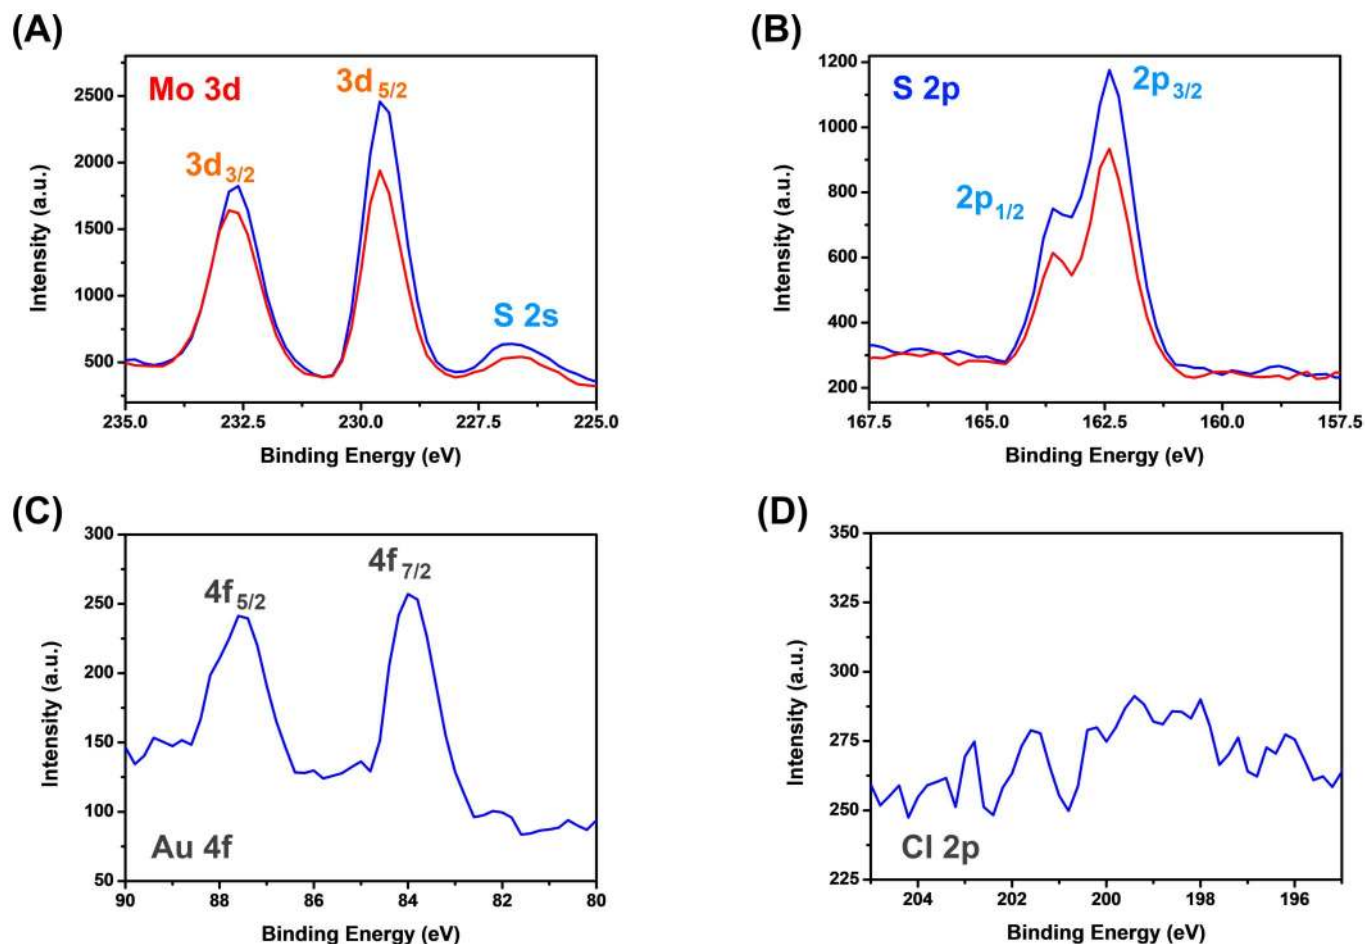 (A)
Mo 3d
3d5/2
3d3/2
S 2s
Intensity (a.u.)
2500
2000
1500
1000
500
235.0 232.5 230.0 227.5 225.0
Binding Energy (eV)
(B)
S 2p
2p3/2
2p1/2
Intensity (a.u.)
1200
1000
800
600
400
200
167.5 165.0 162.5 160.0 157.5
Binding Energy (eV)
(C)
4f5/2
4f7/2
Au 4f
Intensity (a.u.)
300
250
200
150
100
50
90 88 86 84 82 80
Binding Energy (eV)
(D)
Cl 2p
Intensity (a.u.)
350
325
300
275
250
225
204 202 200 198 196
Binding Energy (eV)